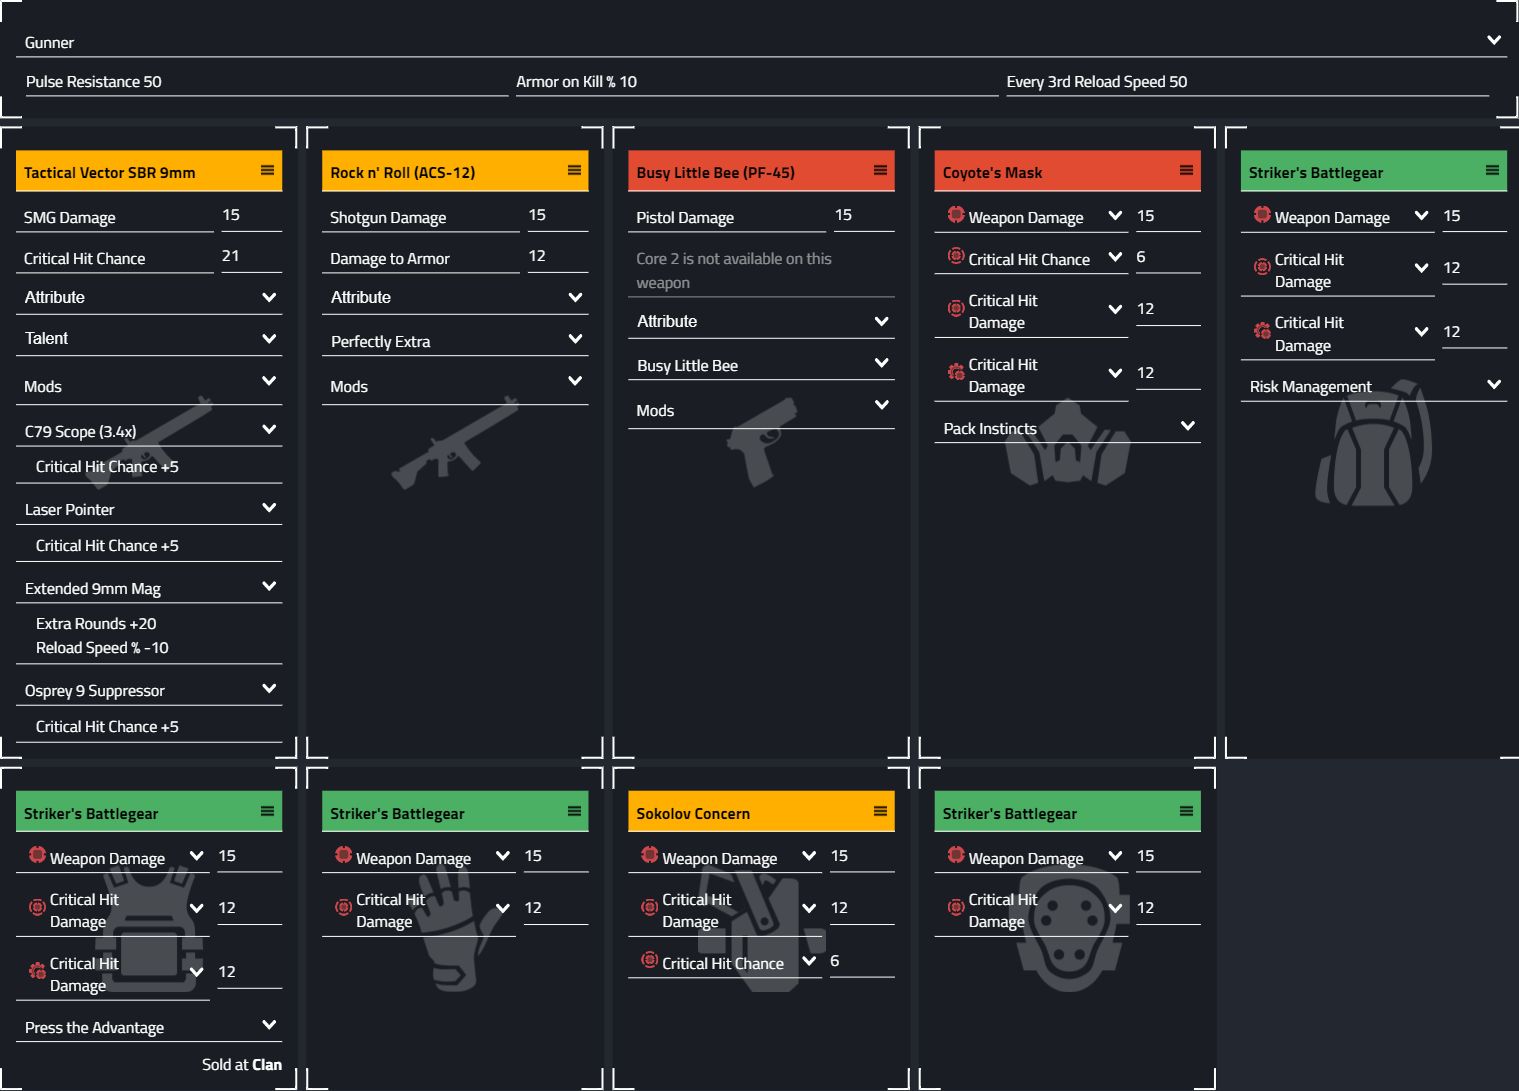 Gunner
Pulse Resistance 50
Armor on Kill % 10
Every 3rd Reload Speed 50
Tactical Vector SBR 9mm
SMG Damage
15
Critical Hit Chance
21
Attribute
Talent
Mods
C79 Scope (3.4x)
Critical Hit Chance +5
Laser Pointer
Critical Hit Chance +5
Extended 9mm Mag
Extra Rounds +20
Reload Speed % -10
Osprey 9 Suppressor
Critical Hit Chance +5
Rock n' Roll (ACS-12)
Shotgun Damage
15
Damage to Armor
12
Attribute
Perfectly Extra
Mods
Busy Little Bee (PF-45)
Pistol Damage
15
Core 2 is not available on this
weapon
Attribute
Busy Little Bee
Mods
Coyote's Mask
Weapon Damage
15
Critical Hit Chance
6
Critical Hit
Damage
12
Critical Hit
Damage
12
Pack Instincts
Striker's Battlegear
Weapon Damage
15
Critical Hit
Damage
12
Critical Hit
Damage
12
Risk Management
Striker's Battlegear
Weapon Damage
15
Critical Hit
Damage
12
Critical Hit
Damage
12
Press the Advantage
Sold at Clan
Striker's Battlegear
Weapon Damage
15
Critical Hit
Damage
12
Sokolov Concern
Weapon Damage
15
Critical Hit
Damage
12
Critical Hit Chance
6
Striker's Battlegear
Weapon Damage
15
Critical Hit
Damage
12